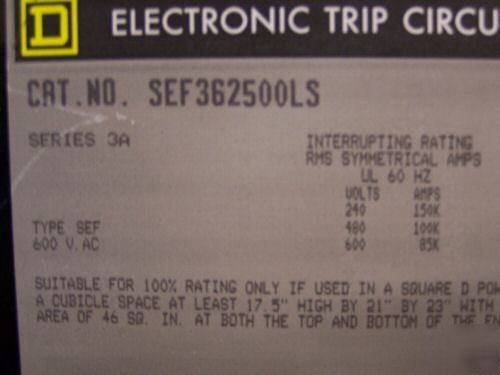 D
ELECTRONIC TRIP CIRCU
CAT.NO. SEF362500LS
SERIES 3A
INTERRUPTING RATING
RMS SYMMETRICAL AMPS
UL 60 HZ
VOLTS AMPS
240 150K
TYPE SEF 480 100K
600 V.AC 600 85K
SUITABLE FOR 100% RATING ONLY IF USED IN A SQUARE D POW
A CUBICLE SPACE AT LEAST 17.5" HIGH BY 21" BY 23" WITH
AREA OF 46 SQ. IN. AT BOTH THE TOP AND BOTTOM OF THE EN